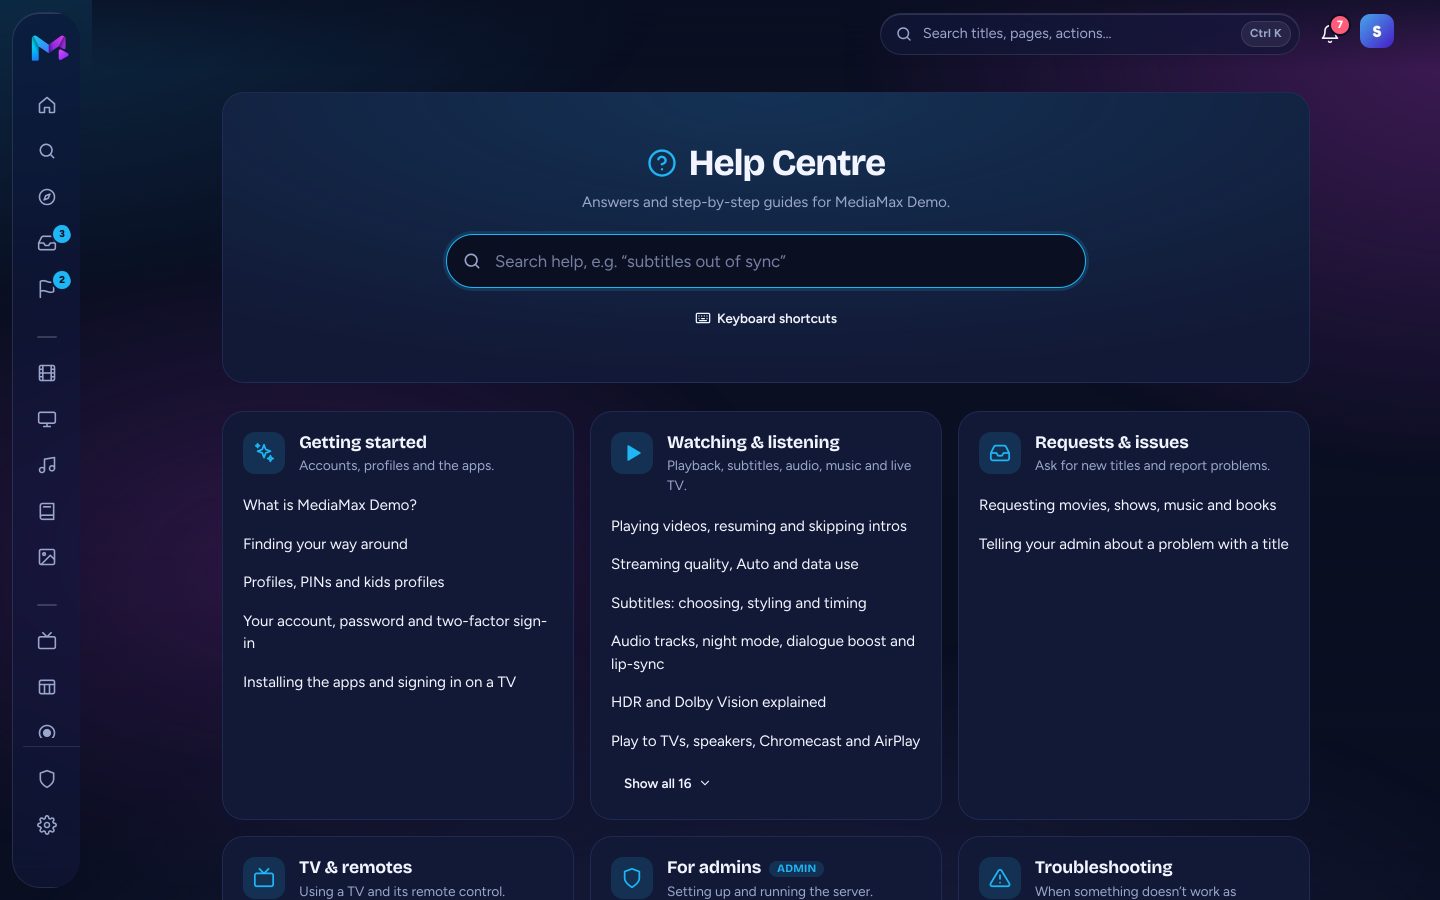 Search titles, pages, actions...
Ctrl K
7
S
Help Centre
Answers and step-by-step guides for MediaMax Demo.
Search help, e.g. “subtitles out of sync”
Keyboard shortcuts
3
2
Getting started
Accounts, profiles and the apps.
What is MediaMax Demo?
Finding your way around
Profiles, PINs and kids profiles
Your account, password and two-factor sign-
in
Installing the apps and signing in on a TV
Watching & listening
Playback, subtitles, audio, music and live
TV.
Playing videos, resuming and skipping intros
Streaming quality, Auto and data use
Subtitles: choosing, styling and timing
Audio tracks, night mode, dialogue boost and
lip-sync
HDR and Dolby Vision explained
Play to TVs, speakers, Chromecast and AirPlay
Show all 16
Requests & issues
Ask for new titles and report problems.
Requesting movies, shows, music and books
Telling your admin about a problem with a title
TV & remotes
Using a TV and its remote control.
For admins
ADMIN
Setting up and running the server.
Troubleshooting
When something doesn’t work as